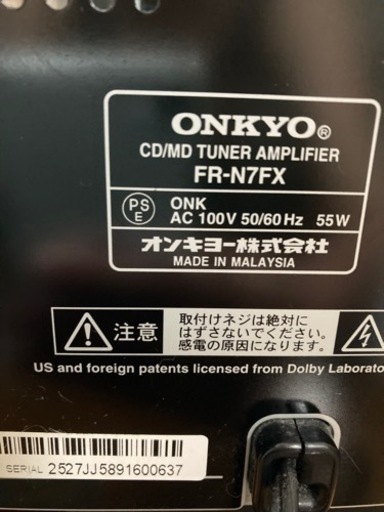 ONKYO®
CD/MD TUNER AMPLIFIER
FR-N7FX
PS E
ONK
AC 100V 50/60Hz 55W
オンキヨー株式会社
MADE IN MALAYSIA
注意
取付けネジは絶対に
はずさないでください。
感電の原因になります。
US and foreign patents licensed from Dolby Laborato
SERIAL 2527JJ5891600637